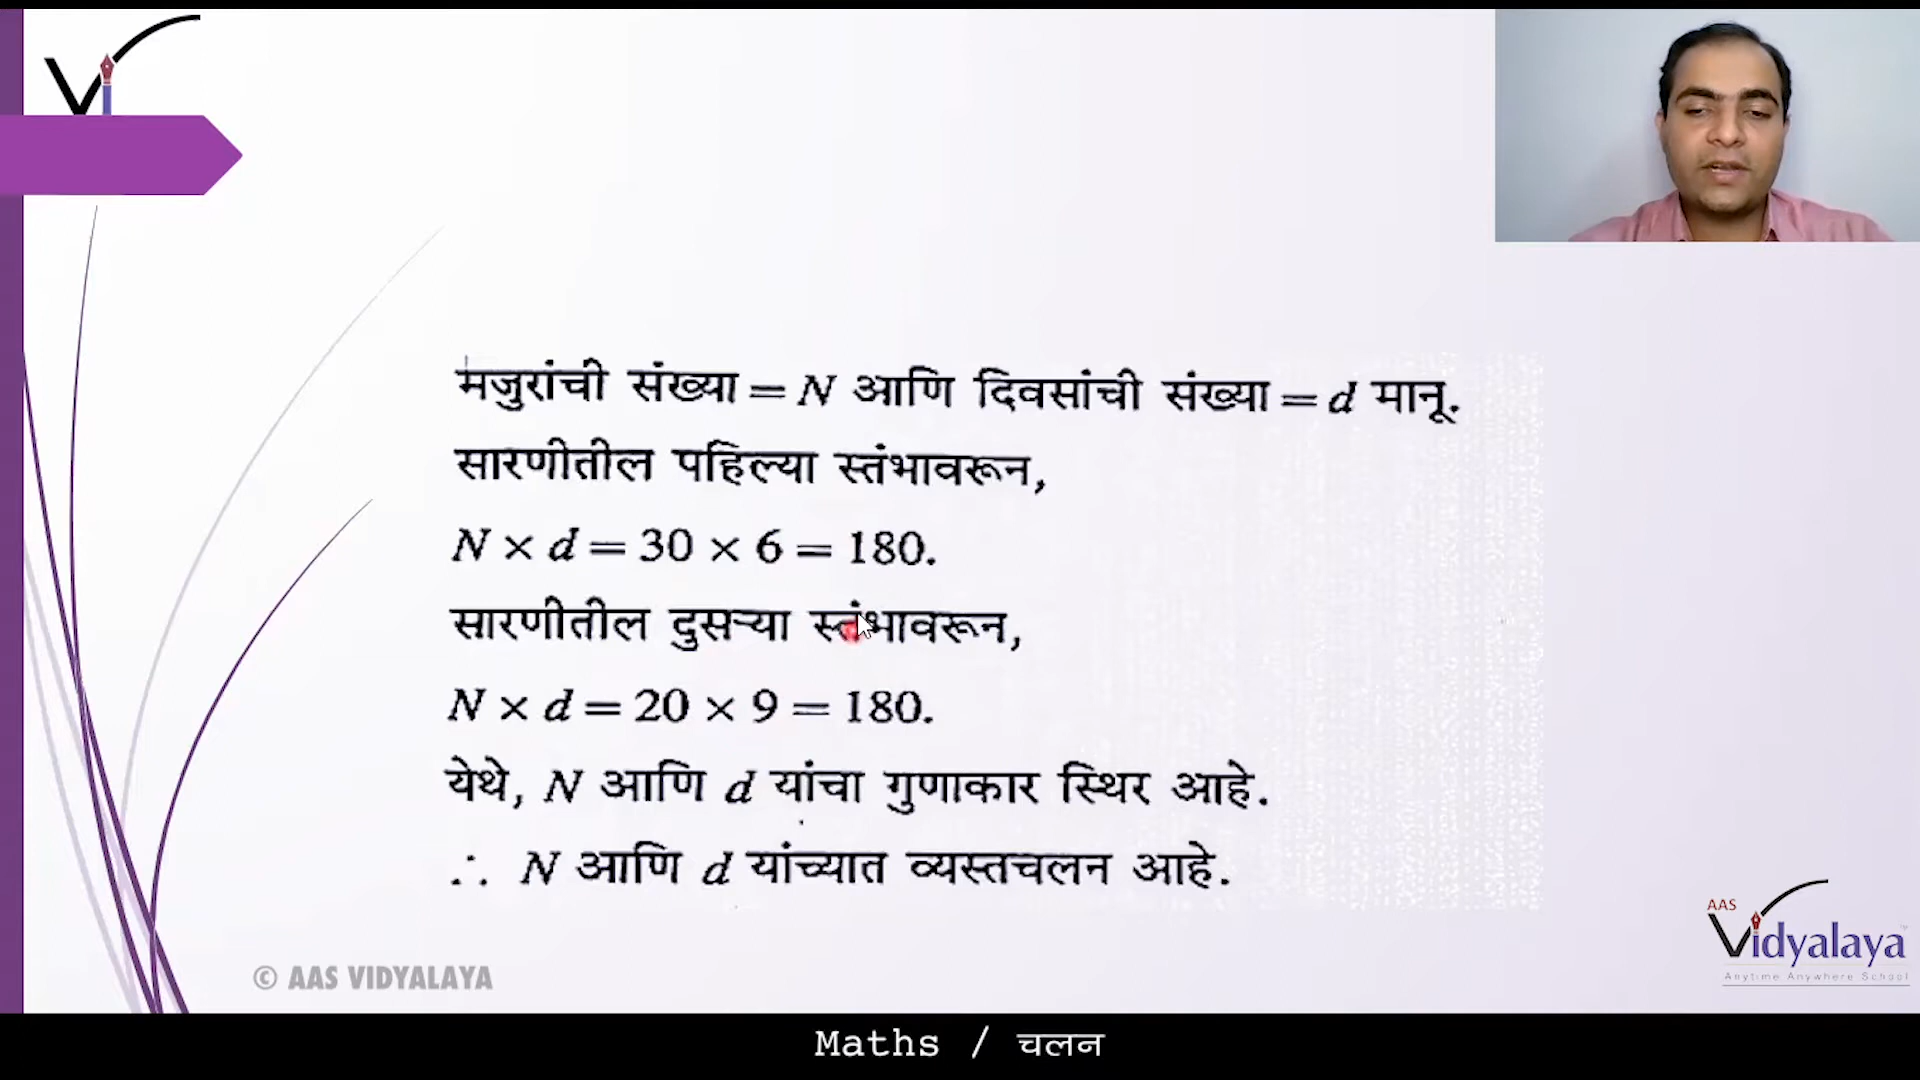 Vi
मजुरांची संख्या = N आणि दिवसांची संख्या = d मानू.
सारणीतील पहिल्या स्तंभावरून,
N × d = 30 × 6 = 180.
सारणीतील दुसऱ्या स्तंभावरून,
N × d = 20 × 9 = 180.
येथे, N आणि d यांचा गुणाकार स्थिर आहे.
∴ N आणि d यांच्यात व्यस्तचलन आहे.
AAS
Vidyalaya
Anytime Anywhere School
© AAS VIDYALAYA
Maths / चलन